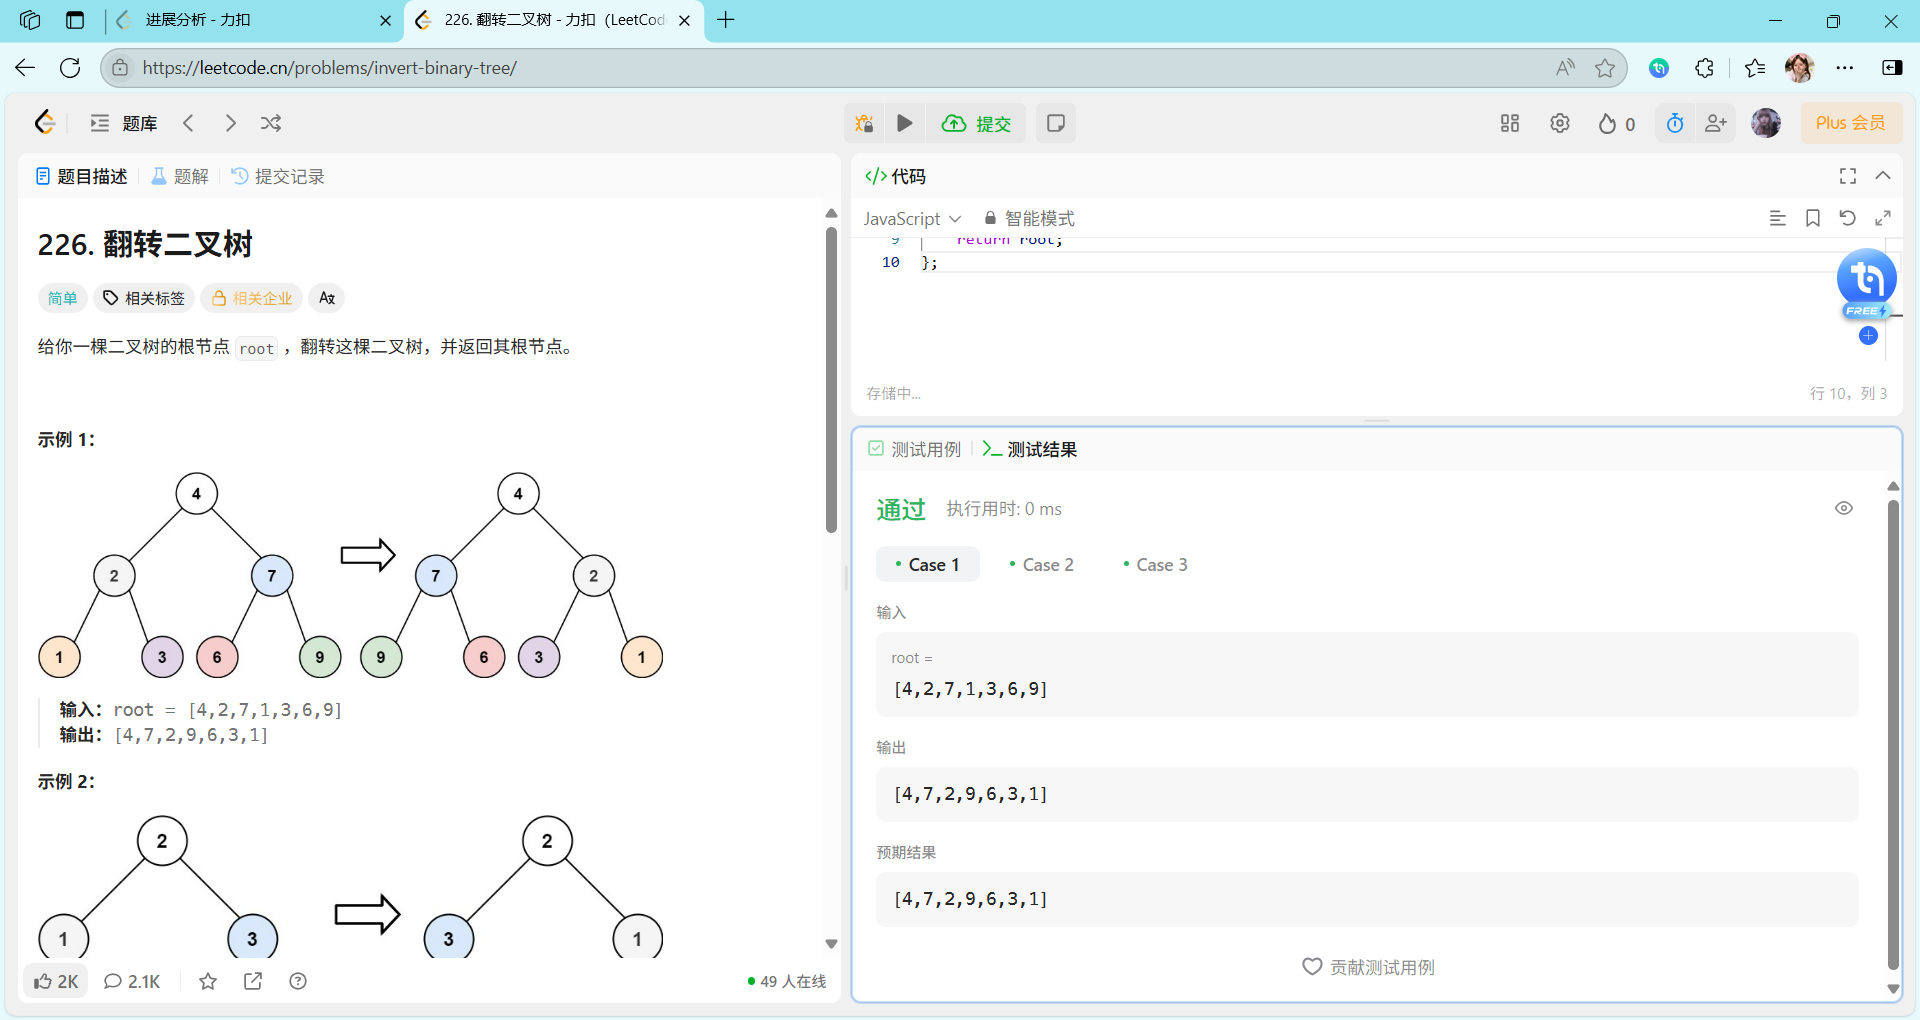 进展分析 - 力扣
226. 翻转二叉树 - 力扣（LeetCod
https://leetcode.cn/problems/invert-binary-tree/
题库
提交
0
Plus 会员
题目描述
题解
提交记录
226. 翻转二叉树
简单
相关标签
相关企业
给你一棵二叉树的根节点 root ，翻转这棵二叉树，并返回其根节点。
示例 1：
4
4
2
7
7
2
1
3
6
9
9
6
3
1
输入：root = [4,2,7,1,3,6,9]
输出：[4,7,2,9,6,3,1]
示例 2：
2
2
1
3
3
1
2K
2.1K
49 人在线
代码
JavaScript
智能模式
9 return root;
10 };
FREE
存储中...
行 10，列 3
测试用例
测试结果
通过
执行用时: 0 ms
Case 1
Case 2
Case 3
输入
root =
[4,2,7,1,3,6,9]
输出
[4,7,2,9,6,3,1]
预期结果
[4,7,2,9,6,3,1]
贡献测试用例